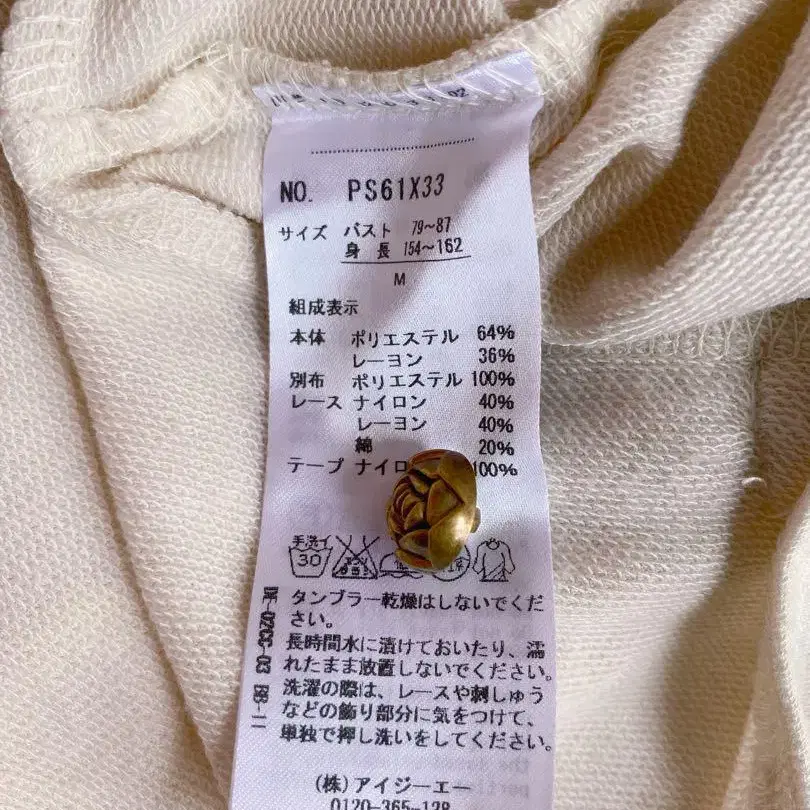 NO. PS61X33
サイズ バスト 79~87
身長 154~162
M
組成表示
本体 ポリエステル 64%
レーヨン 36%
別布 ポリエステル 100%
レース ナイロン 40%
レーヨン 40%
綿 20%
テープ 100%
手洗イ
30
タンブラー乾燥はしないでくだ
さい。
長時間水に漬けておいたり、濡
れたまま放置しないでください。
洗濯の際は、レースや刺しゅう
などの飾り部分に気をつけて、
単独で押し洗いをしてください。
(株)アイジーエー
0120-365-128